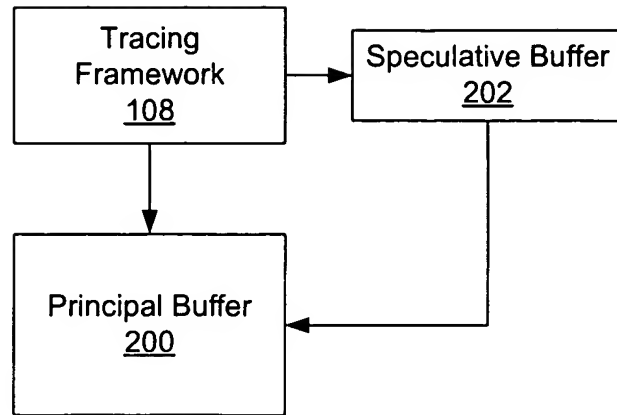 Tracing
Framework
108
Speculative Buffer
202
Principal Buffer
200